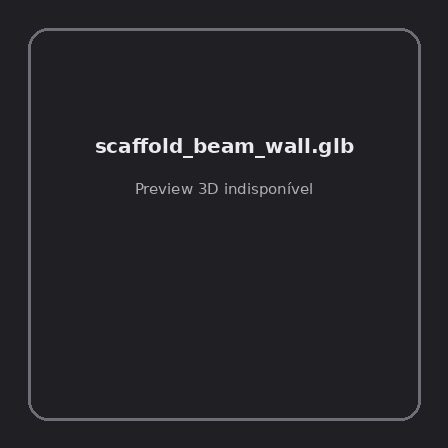 scaffold_beam_wall.glb
Preview 3D indisponível